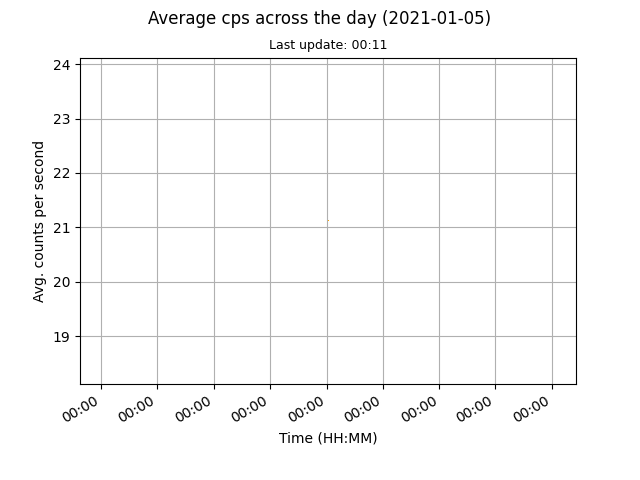 Average cps across the day (2021-01-05)
Last update: 00:11
24
23
22
21
20
19
Avg. counts per second
00:00 00:00 00:00 00:00 00:00 00:00 00:00 00:00 00:00
Time (HH:MM)